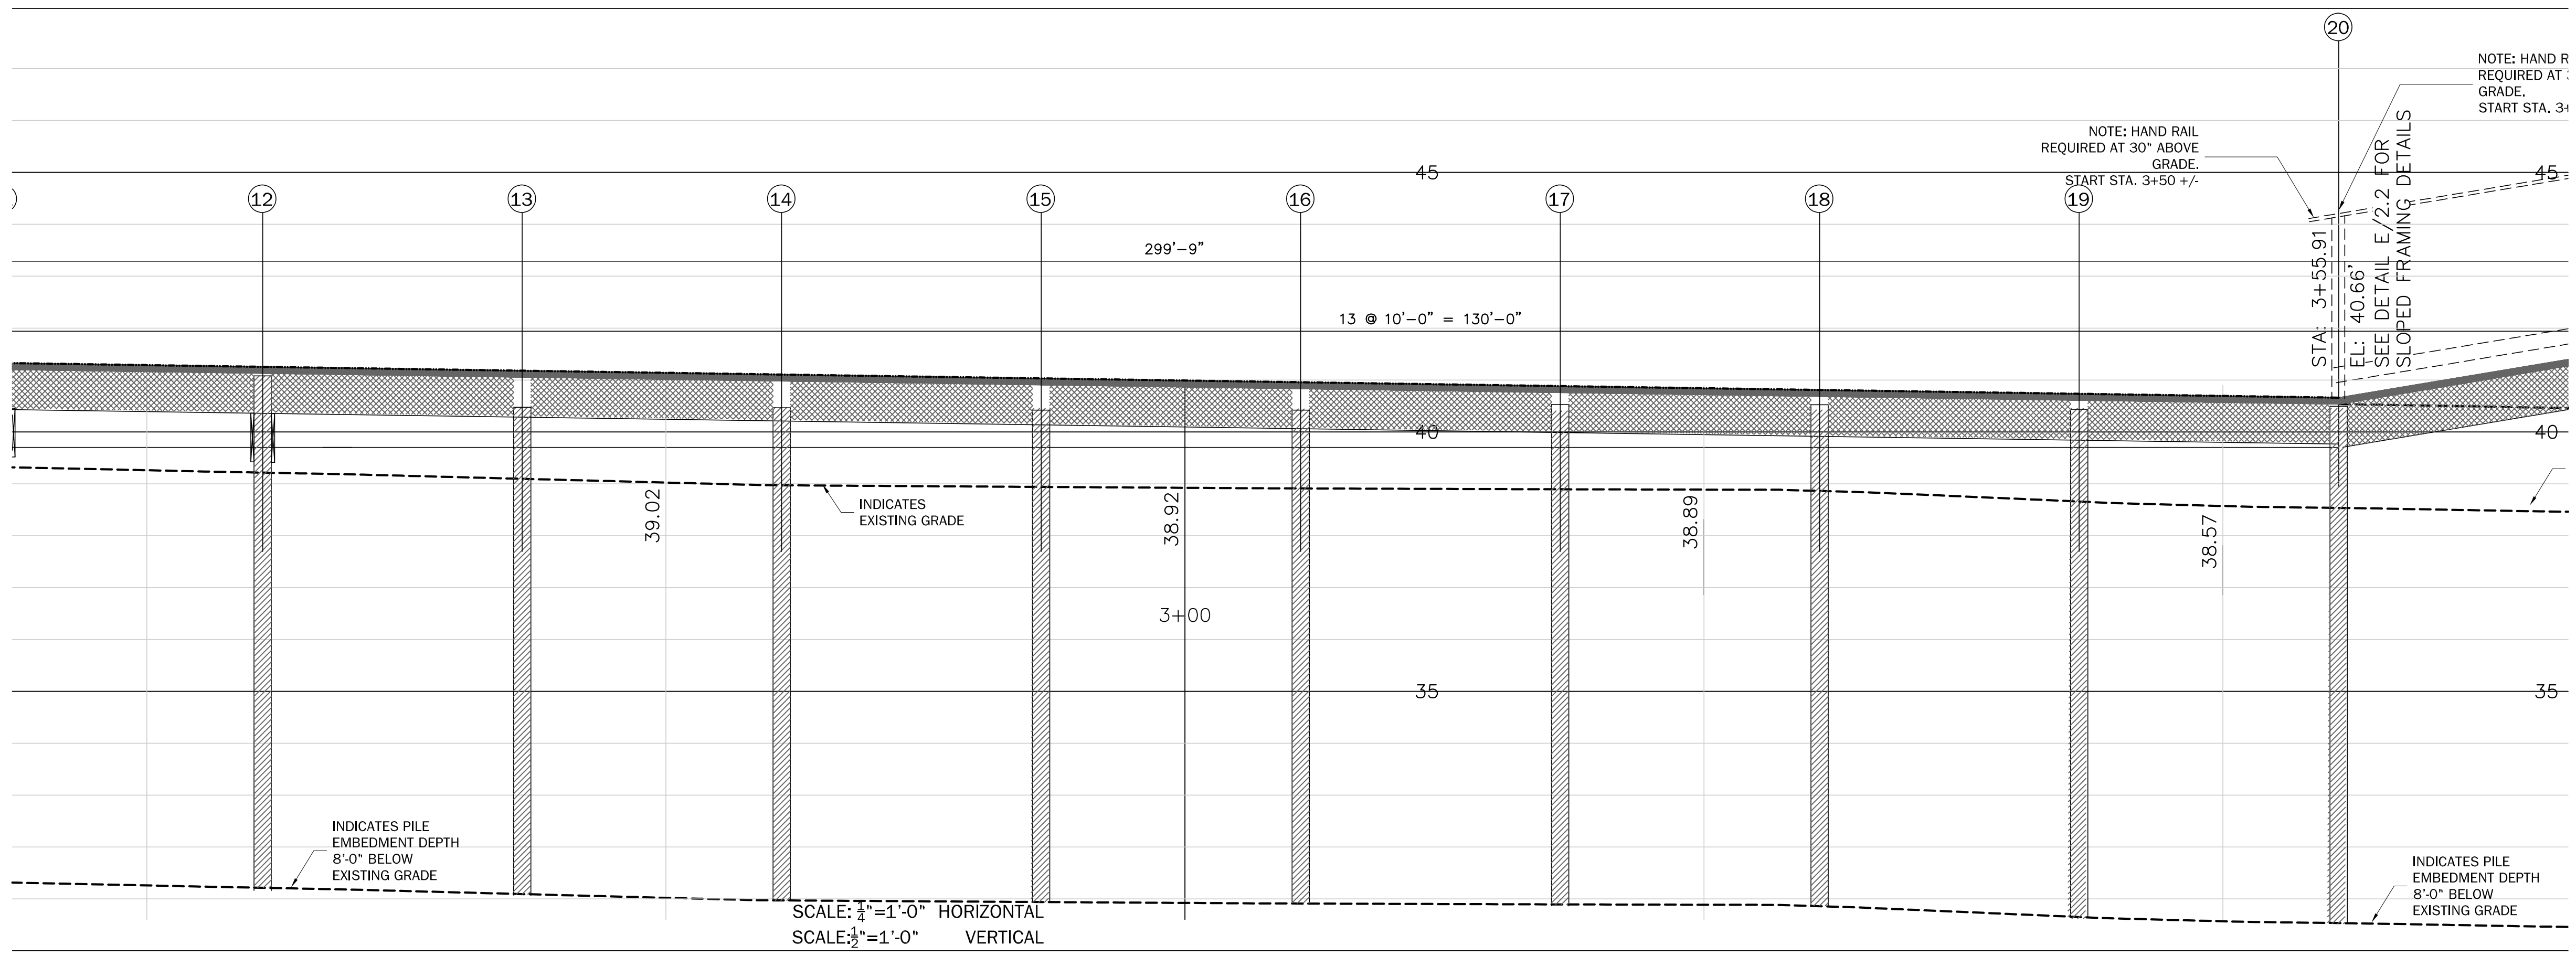 20
NOTE: HAND R
REQUIRED AT
GRADE.
START STA. 3+
NOTE: HAND RAIL
REQUIRED AT 30" ABOVE
GRADE.
START STA. 3+50 +/-
45
45
12
13
14
15
16
17
18
19
299'-9"
13 @ 10'-0" = 130'-0"
STA: 3+55.91
EL: 40.66'
SEE DETAIL E/2.2 FOR
SLOPED FRAMING DETAILS
40
40
39.02
INDICATES
EXISTING GRADE
38.92
38.89
38.57
3+00
35
35
INDICATES PILE
EMBEDMENT DEPTH
8'-0" BELOW
EXISTING GRADE
SCALE: 1/4"=1'-0" HORIZONTAL
SCALE:1/2"=1'-0" VERTICAL
INDICATES PILE
EMBEDMENT DEPTH
8'-0" BELOW
EXISTING GRADE